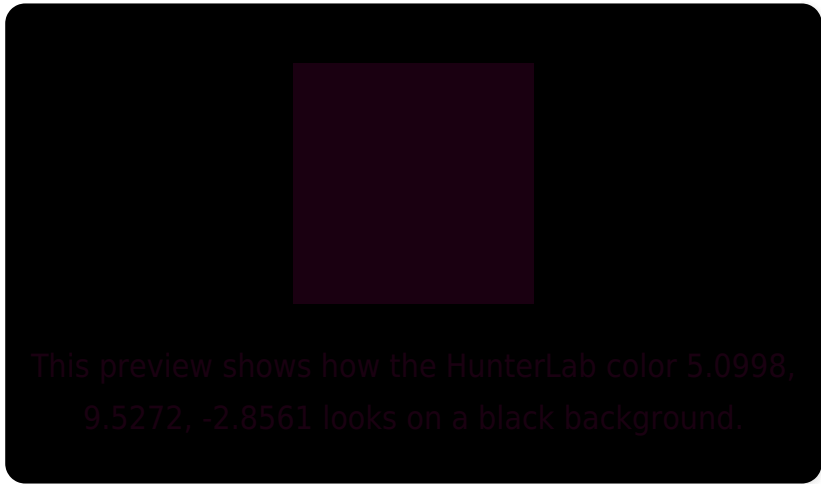 This preview shows how the HunterLab color 5.0998,
9.5272, -2.8561 looks on a black background.